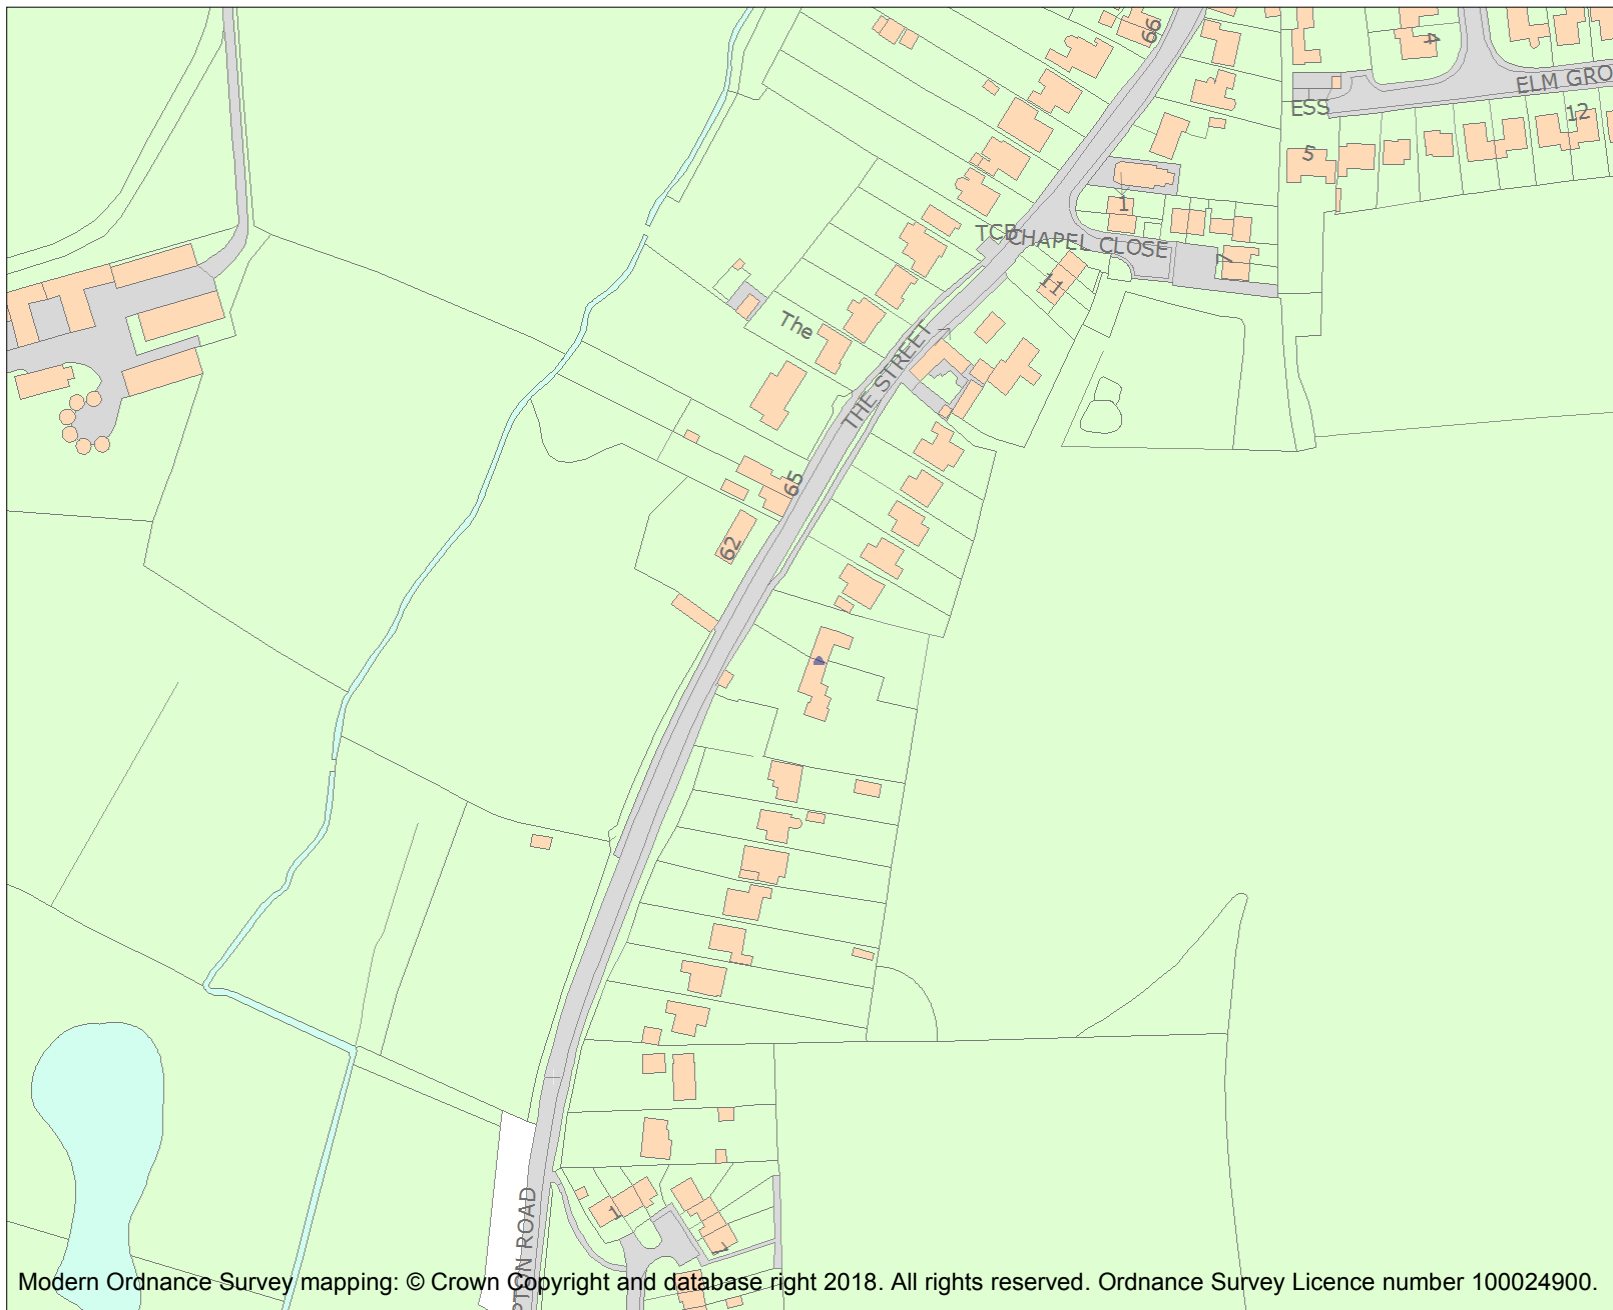 66
4
ELM GRO
ESS
12
5
1
TCB
CHAPEL CLOSE
7
11
The
THE STREET
65
62
1
7
PTON ROAD
Modern Ordnance Survey mapping: © Crown Copyright and database right 2018. All rights reserved. Ordnance Survey Licence number 100024900.